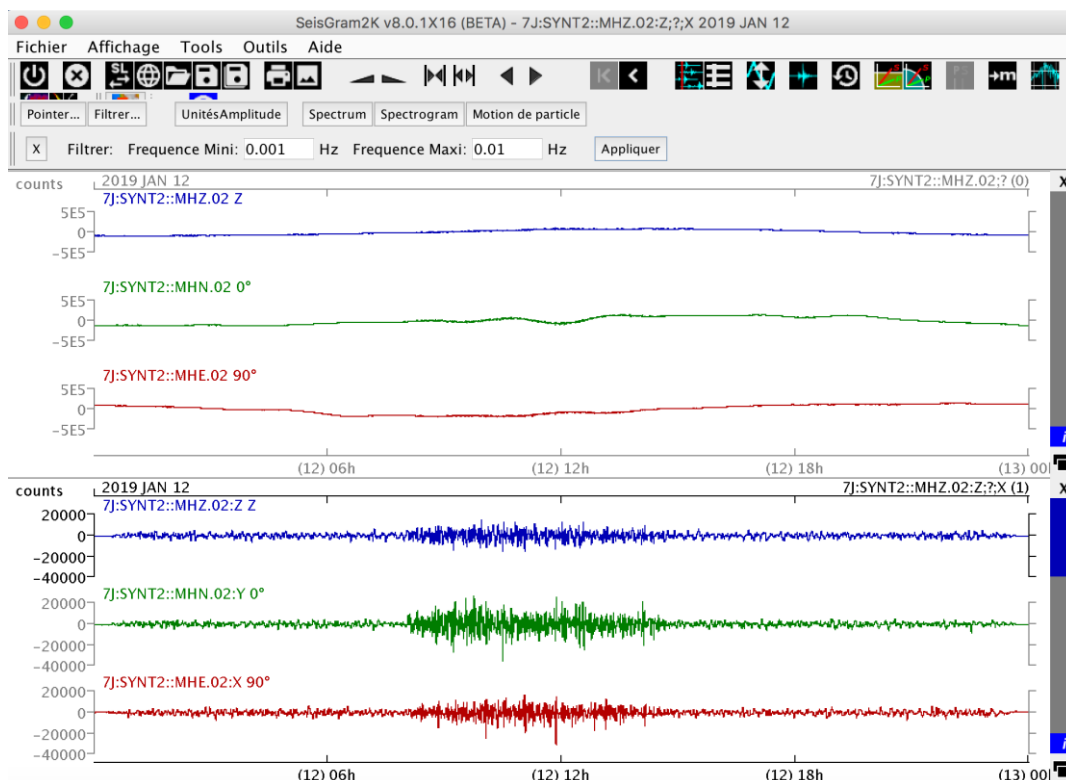 SeisGram2K v8.0.1X16 (BETA) - 7J:SYNT2::MHZ.02:Z;?;X 2019 JAN 12
Fichier Affichage Tools Outils Aide
SL
→m
Pointer... Filtrer... UnitésAmplitude Spectrum Spectrogram Motion de particle
X Filtrer: Frequence Mini: 0.001 Hz Frequence Maxi: 0.01 Hz Appliquer
counts 2019 JAN 12 7J:SYNT2::MHZ.02;? (0) X
7J:SYNT2::MHZ.02 Z
5E5
0
-5E5
7J:SYNT2::MHN.02 0°
5E5
0
-5E5
7J:SYNT2::MHE.02 90°
5E5
0
-5E5
i
(12) 06h (12) 12h (12) 18h (13) 00
counts 2019 JAN 12 7J:SYNT2::MHZ.02:Z;?;X (1) X
7J:SYNT2::MHZ.02:Z Z
20000
0
-20000
-40000
7J:SYNT2::MHN.02:Y 0°
20000
0
-20000
-40000
7J:SYNT2::MHE.02:X 90°
20000
0
-20000
-40000
i
(12) 06h (12) 12h (12) 18h (13) 00